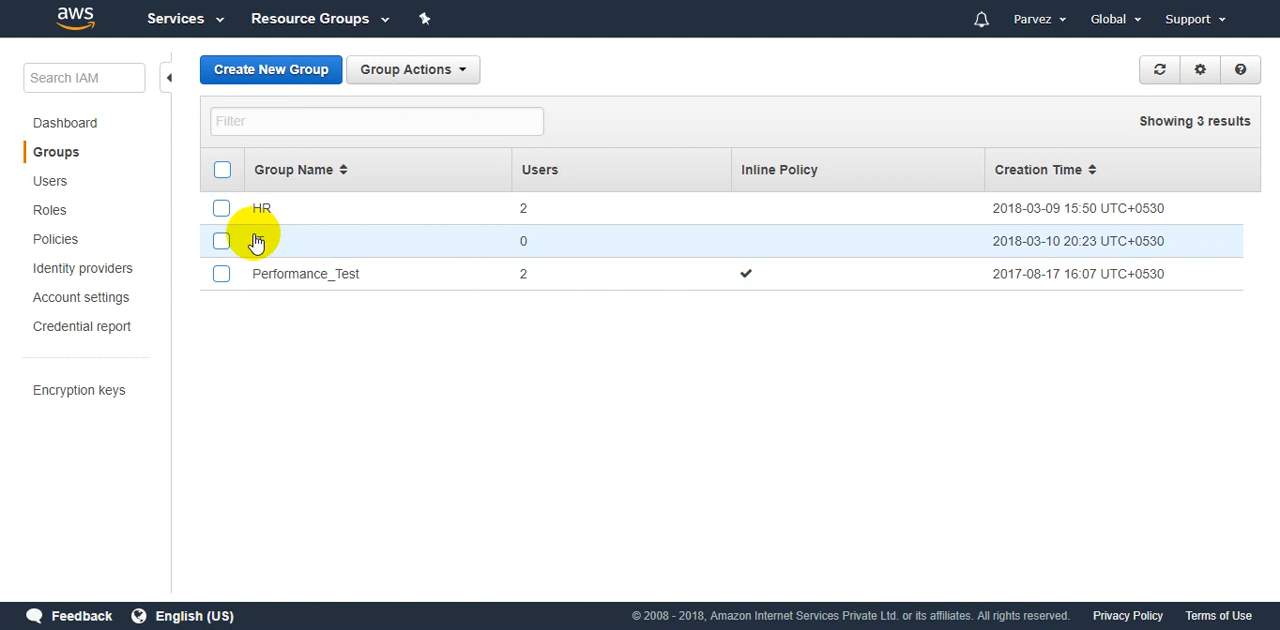 aws Services Resource Groups Parvez Global Support
Search IAM
Create New Group Group Actions
Dashboard
Groups
Users
Roles
Policies
Identity providers
Account settings
Credential report
Encryption keys
Filter Showing 3 results
Group Name Users Inline Policy Creation Time
HR 2 2018-03-09 15:50 UTC+0530
0 2018-03-10 20:23 UTC+0530
Performance_Test 2 2017-08-17 16:07 UTC+0530
Feedback English (US) © 2008 - 2018, Amazon Internet Services Private Ltd. or its affiliates. All rights reserved. Privacy Policy Terms of Use